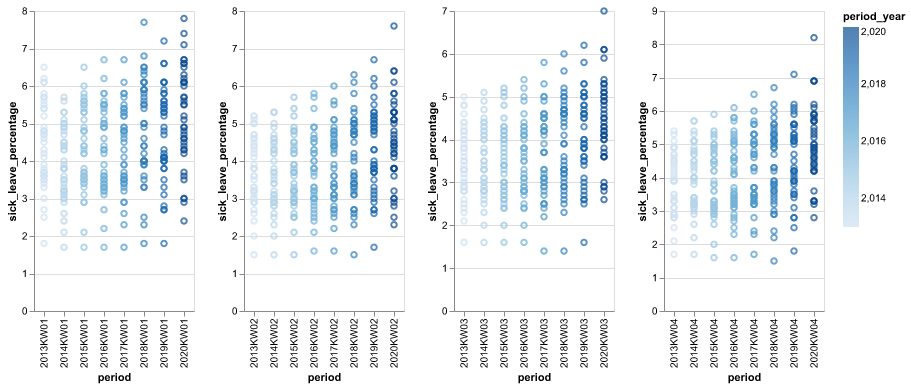 8
7
6
5
4
3
2
1
0
sick_leave_percentage
2013KW01
2014KW01
2015KW01
2016KW01
2017KW01
2018KW01
2019KW01
2020KW01
period
8
7
6
5
4
3
2
1
0
sick_leave_percentage
2013KW02
2014KW02
2015KW02
2016KW02
2017KW02
2018KW02
2019KW02
2020KW02
period
7
6
5
4
3
2
1
0
sick_leave_percentage
2013KW03
2014KW03
2015KW03
2016KW03
2017KW03
2018KW03
2019KW03
2020KW03
period
9
8
7
6
5
4
3
2
1
0
sick_leave_percentage
2013KW04
2014KW04
2015KW04
2016KW04
2017KW04
2018KW04
2019KW04
2020KW04
period
period_year
2,020
2,018
2,016
2,014